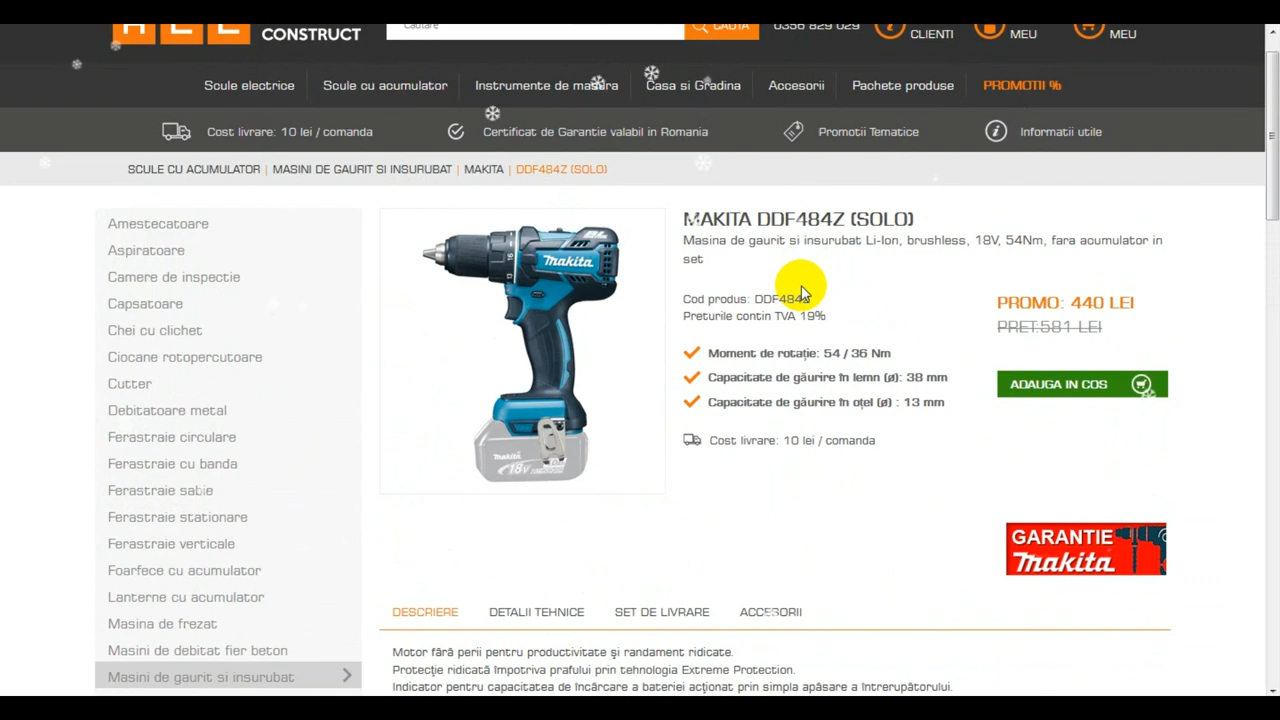 CONSTRUCT
CAUTA
0356 829 029
CLIENTI
MEU
MEU
Scule electrice
Scule cu acumulator
Instrumente de masura
Casa si Gradina
Accesorii
Pachete produse
PROMOTII %
Cost livrare: 10 lei / comanda
Certificat de Garantie valabil in Romania
Promotii Tematice
Informatii utile
SCULE CU ACUMULATOR | MASINI DE GAURIT SI INSURUBAT | MAKITA | DDF484Z (SOLO)
Amestecatoare
Aspiratoare
Camere de inspectie
Capsatoare
Chei cu clichet
Ciocane rotopercutoare
Cutter
Debitatoare metal
Ferastraie circulare
Ferastraie cu banda
Ferastraie sabie
Ferastraie stationare
Ferastraie verticale
Foarfece cu acumulator
Lanterne cu acumulator
Masina de frezat
Masini de debitat fier beton
Masini de gaurit si insurubat
BL
makita
16
13
makita
18V
MAKITA DDF484Z (SOLO)
Masina de gaurit si insurubat Li-Ion, brushless, 18V, 54Nm, fara acumulator in
set
Cod produs: DDF484Z
Preturile contin TVA 19%
Moment de rotație: 54 / 36 Nm
Capacitate de găurire în lemn (ø): 38 mm
Capacitate de găurire în oțel (ø) : 13 mm
Cost livrare: 10 lei / comanda
PROMO: 440 LEI
PRET:581 LEI
ADAUGA IN COS
GARANTIE
makita
DESCRIERE
DETALII TEHNICE
SET DE LIVRARE
ACCESORII
Motor fără perii pentru productivitate şi randament ridicate.
Protecţie ridicată împotriva prafului prin tehnologia Extreme Protection.
Indicator pentru capacitatea de încărcare a bateriei acţionat prin simpla apăsare a întrerupătorului.